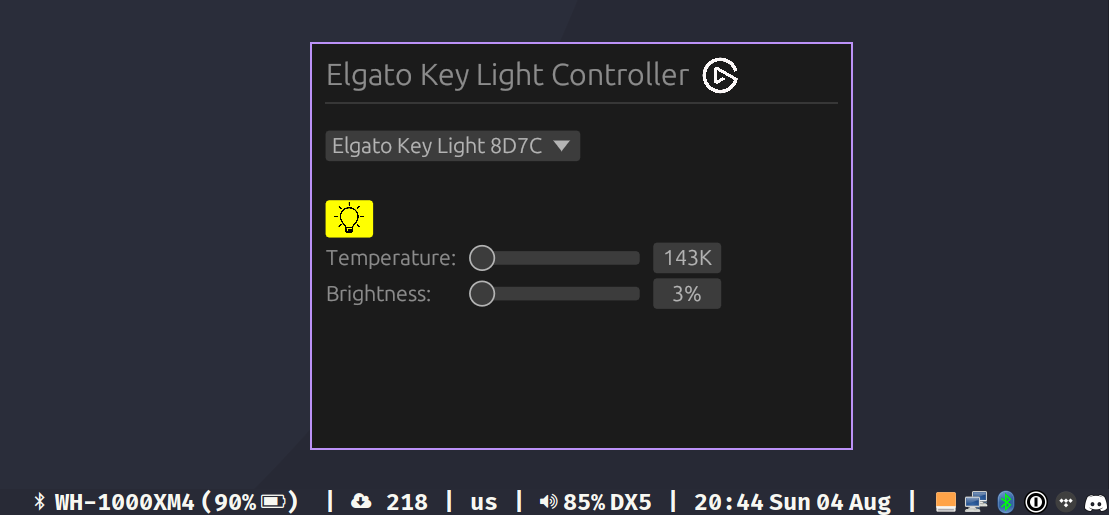 Elgato Key Light Controller
Elgato Key Light 8D7C
Temperature: 143K
Brightness: 3%
WH-1000XM4 (90%) | 218 | us | 85% DX5 | 20:44 Sun 04 Aug |